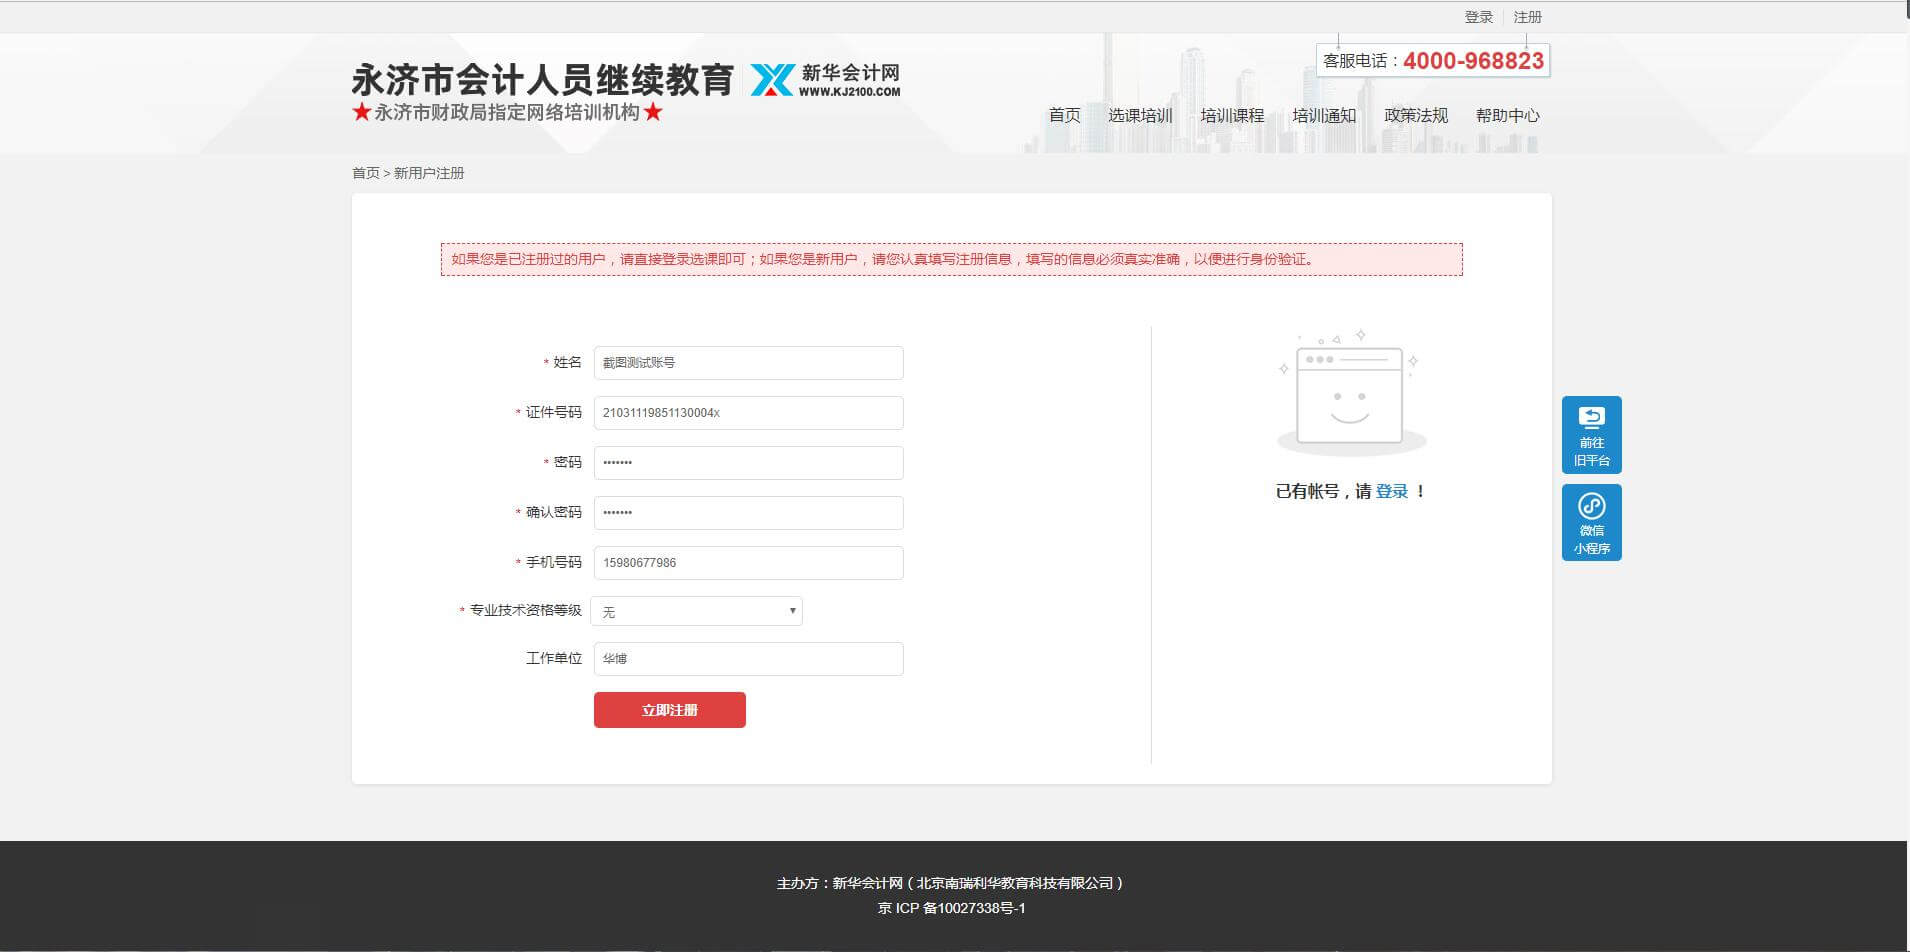 登录 注册
客服电话：4000-968823
永济市会计人员继续教育 新华会计网
WWW.KJ2100.COM
★永济市财政局指定网络培训机构★
首页 选课培训 培训课程 培训通知 政策法规 帮助中心
首页 > 新用户注册
如果您是已注册过的用户，请直接登录选课即可；如果您是新用户，请您认真填写注册信息，填写的信息必须真实准确，以便进行身份验证。
* 姓名 截图测试账号
* 证件号码 21031119851130004x
* 密码 •••••••
* 确认密码 •••••••
* 手机号码 15980677986
* 专业技术资格等级 无
工作单位 华博
立即注册
已有帐号，请 登录 ！
前往
旧平台
微信
小程序
主办方：新华会计网（北京南瑞利华教育科技有限公司）
京 ICP 备10027338号-1